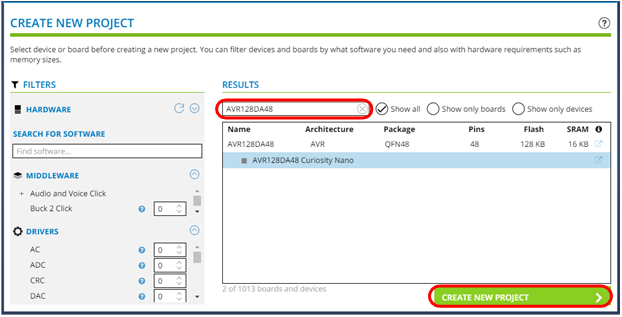 CREATE NEW PROJECT
Select device or board before creating a new project. You can filter devices and boards by what software you need and also with hardware requirements such as
memory sizes.
FILTERS
HARDWARE
SEARCH FOR SOFTWARE
Find software...
MIDDLEWARE
+ Audio and Voice Click
Buck 2 Click ? 0
DRIVERS
AC ? 0
ADC ? 0
CRC ? 0
DAC ? 0
RESULTS
AVR128DA48 Show all Show only boards Show only devices
Name Architecture Package Pins Flash SRAM
AVR128DA48 AVR QFN48 48 128 KB 16 KB
AVR128DA48 Curiosity Nano
2 of 1013 boards and devices
CREATE NEW PROJECT